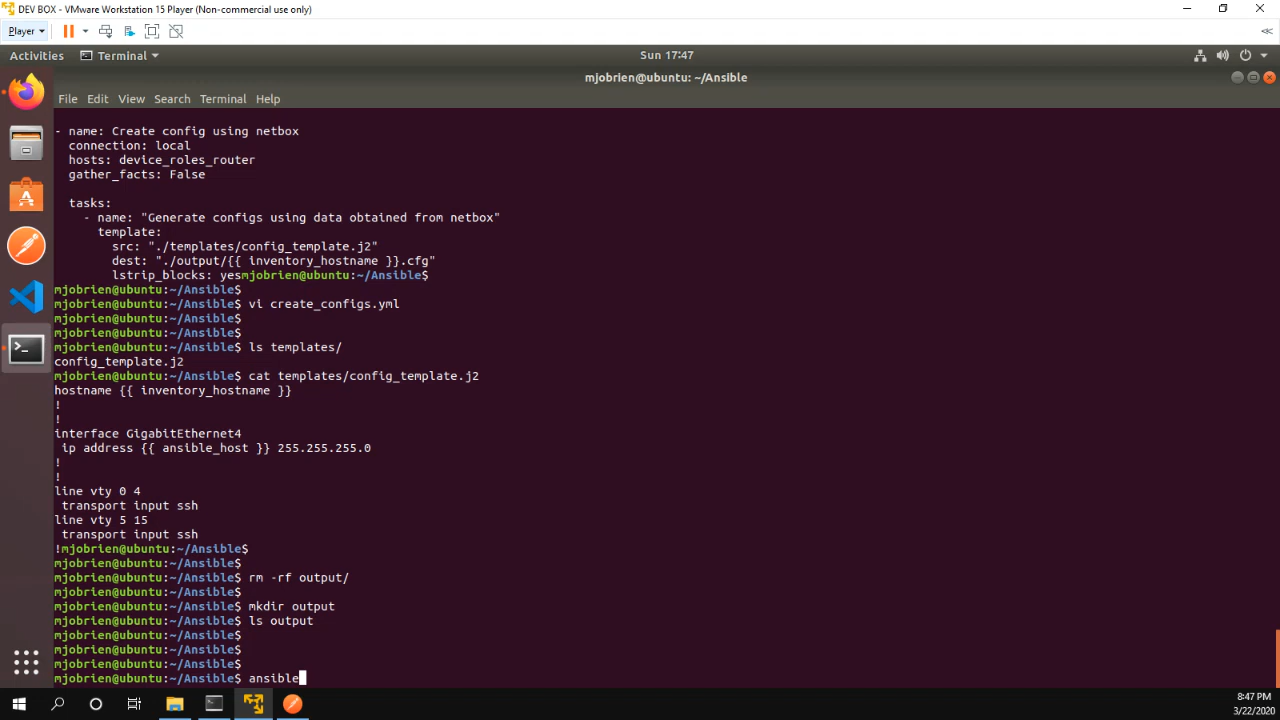 DEV BOX - VMware Workstation 15 Player (Non-commercial use only)
Player
Activities Terminal Sun 17:47
mjobrien@ubuntu: ~/Ansible
File Edit View Search Terminal Help
- name: Create config using netbox
  connection: local
  hosts: device_roles_router
  gather_facts: False
  tasks:
    - name: "Generate configs using data obtained from netbox"
      template:
        src: "./templates/config_template.j2"
        dest: "./output/{{ inventory_hostname }}.cfg"
        lstrip_blocks: yesmjobrien@ubuntu:~/Ansible$
mjobrien@ubuntu:~/Ansible$
mjobrien@ubuntu:~/Ansible$ vi create_configs.yml
mjobrien@ubuntu:~/Ansible$
mjobrien@ubuntu:~/Ansible$
mjobrien@ubuntu:~/Ansible$ ls templates/
config_template.j2
mjobrien@ubuntu:~/Ansible$ cat templates/config_template.j2
hostname {{ inventory_hostname }}
!
!
interface GigabitEthernet4
 ip address {{ ansible_host }} 255.255.255.0
!
!
line vty 0 4
 transport input ssh
line vty 5 15
 transport input ssh
!mjobrien@ubuntu:~/Ansible$
mjobrien@ubuntu:~/Ansible$
mjobrien@ubuntu:~/Ansible$ rm -rf output/
mjobrien@ubuntu:~/Ansible$
mjobrien@ubuntu:~/Ansible$ mkdir output
mjobrien@ubuntu:~/Ansible$ ls output
mjobrien@ubuntu:~/Ansible$
mjobrien@ubuntu:~/Ansible$
mjobrien@ubuntu:~/Ansible$
mjobrien@ubuntu:~/Ansible$ ansible
8:47 PM
3/22/2020